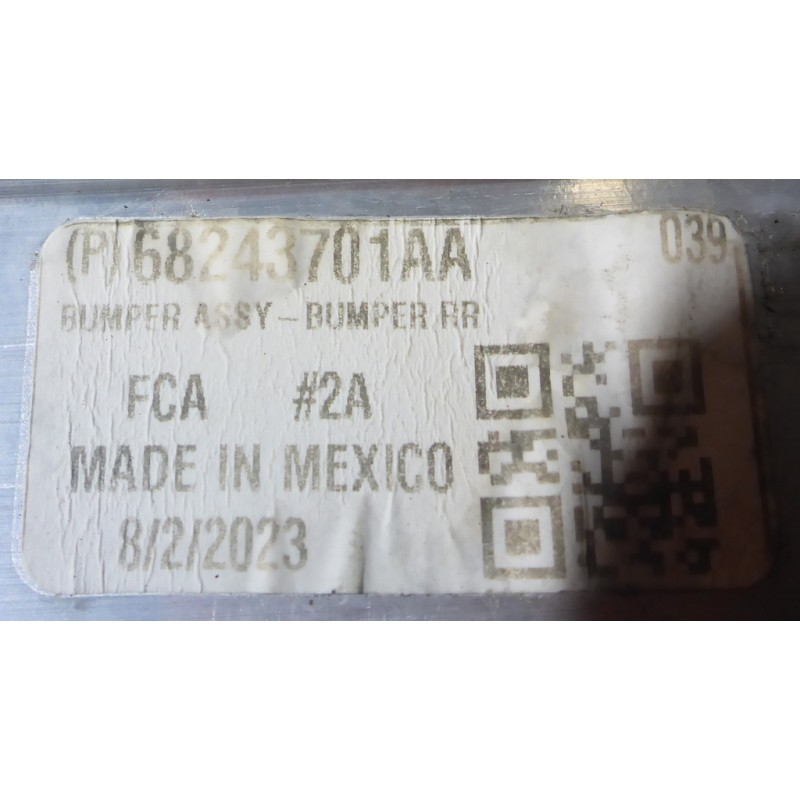 (P)68243701AA 039
BUMPER ASSY - BUMPER RR
FCA #2A
MADE IN MEXICO
8/2/2023